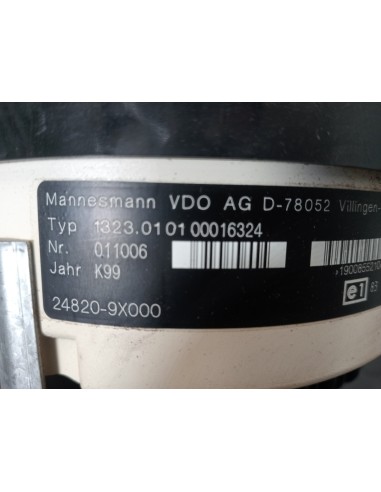 Mannesmann VDO AG D-78052 Villingen-
Typ 1323.0101 00016324
Nr. 011006
Jahr K99
24820-9X000
e1